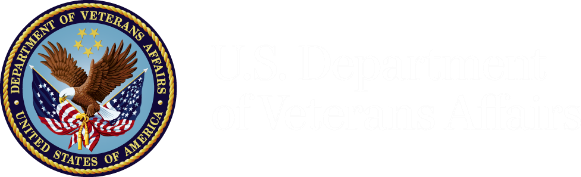 DEPARTMENT OF VETERANS AFFAIRS
UNITED STATES OF AMERICA
U.S. Department
of Veterans Affairs